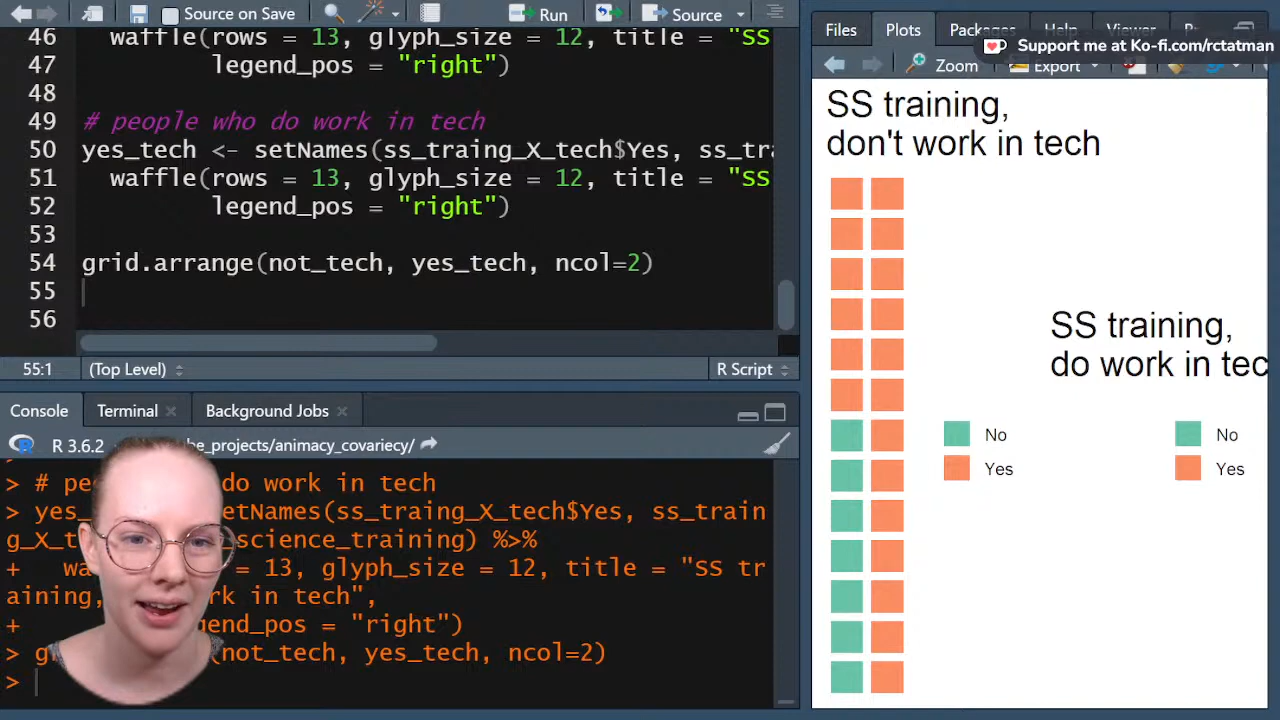 Source on Save
Run
Source
46
waffle(rows = 13, glyph_size = 12, title = "SS
47
legend_pos = "right")
48
49
# people who do work in tech
50
yes_tech <- setNames(ss_traing_X_tech$Yes, ss_tra
51
waffle(rows = 13, glyph_size = 12, title = "SS
52
legend_pos = "right")
53
54
grid.arrange(not_tech, yes_tech, ncol=2)
55
56
55:1
(Top Level)
R Script
Console
Terminal
Background Jobs
R 3.6.2
be_projects/animacy_covariecy/
>
> # pe
do work in tech
> yes_
etNames(ss_traing_X_tech$Yes, ss_train
g_X_t
science_training) %>%
+ wa
= 13, glyph_size = 12, title = "SS tr
aining,
rk in tech",
+
gend_pos = "right")
> g
(not_tech, yes_tech, ncol=2)
>
Files
Plots
Packages
Help
Viewer
Support me at Ko-fi.com/rctatman
Zoom
Export
SS training,
don't work in tech
No
Yes
SS training,
do work in tec
No
Yes